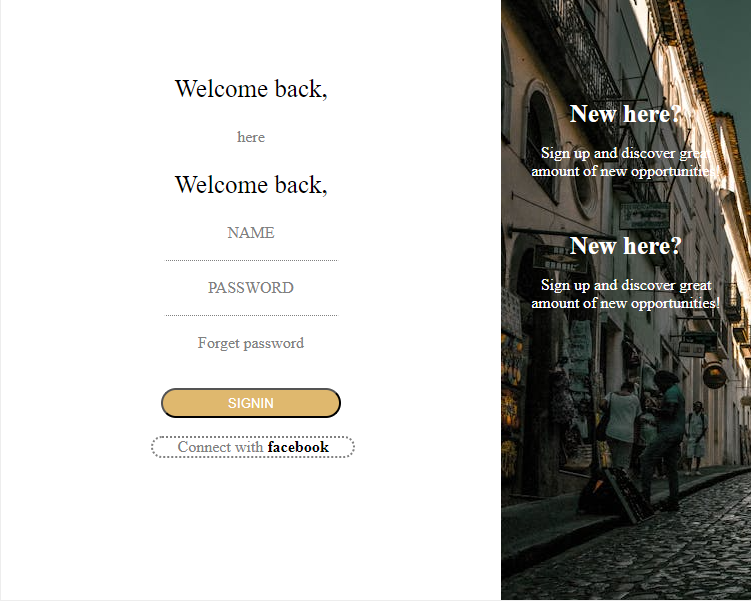 Welcome back,
here
Welcome back,
NAME
PASSWORD
Forget password
SIGNIN
Connect with facebook
New here?
Sign up and discover great
amount of new opportunities!
New here?
Sign up and discover great
amount of new opportunities!